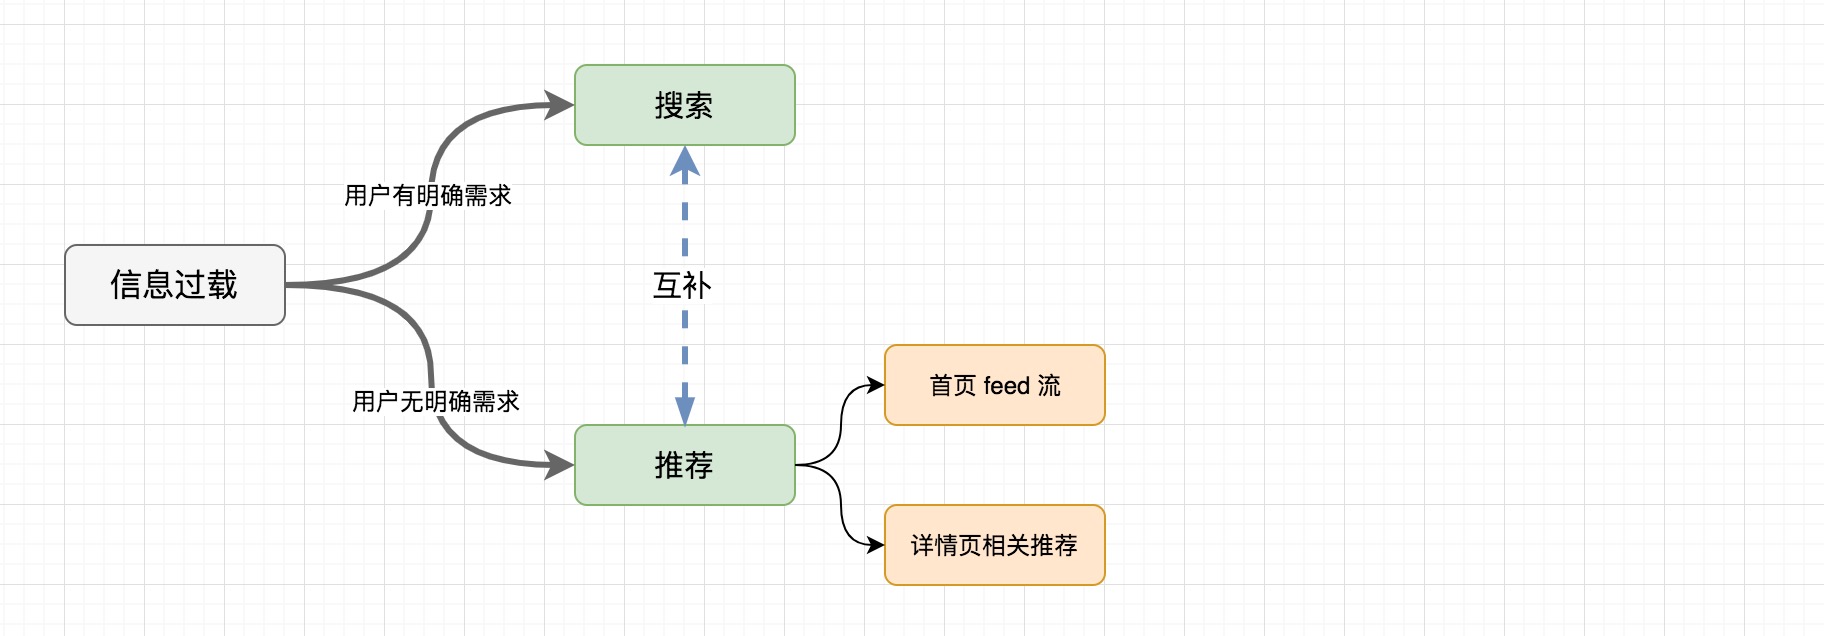 搜索
用户有明确需求
信息过载
互补
用户无明确需求
首页 feed 流
推荐
详情页相关推荐